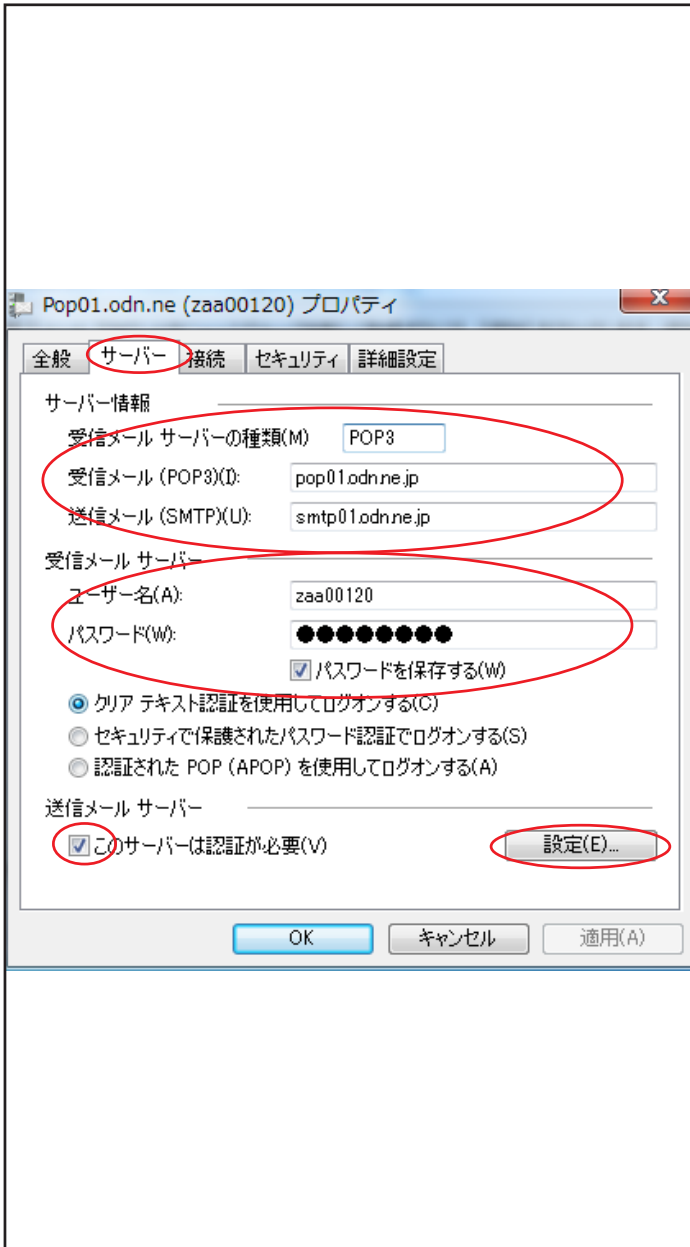 Pop01.odn.ne (zaa00120) プロパティ
全般 サーバー 接続 セキュリティ 詳細設定
サーバー情報
受信メール サーバーの種類(M) POP3
受信メール (POP3)(I): pop01.odn.ne.jp
送信メール (SMTP)(U): smtp01.odn.ne.jp
受信メール サーバー
ユーザー名(A): zaa00120
パスワード(W): ●●●●●●●●
パスワードを保存する(W)
クリア テキスト認証を使用してログオンする(C)
セキュリティで保護されたパスワード認証でログオンする(S)
認証された POP (APOP) を使用してログオンする(A)
送信メール サーバー
このサーバーは認証が必要(V) 設定(E)...
OK キャンセル 適用(A)